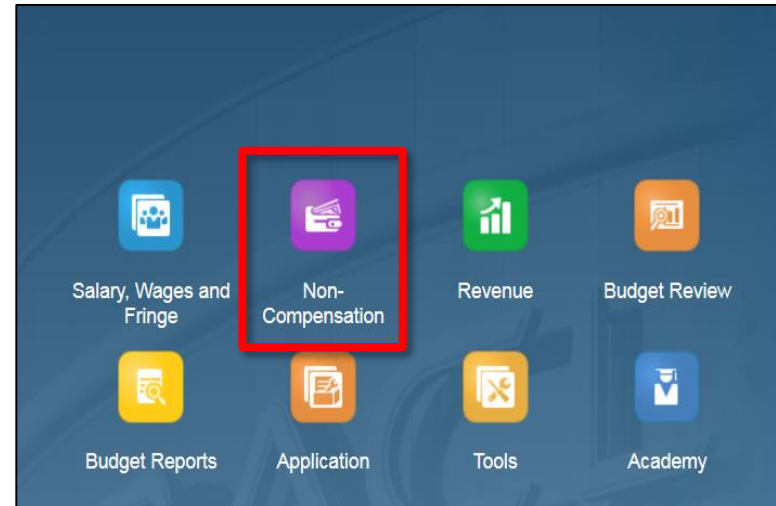 Salary, Wages and
Fringe
Non-
Compensation
Revenue
Budget Review
Budget Reports
Application
Tools
Academy